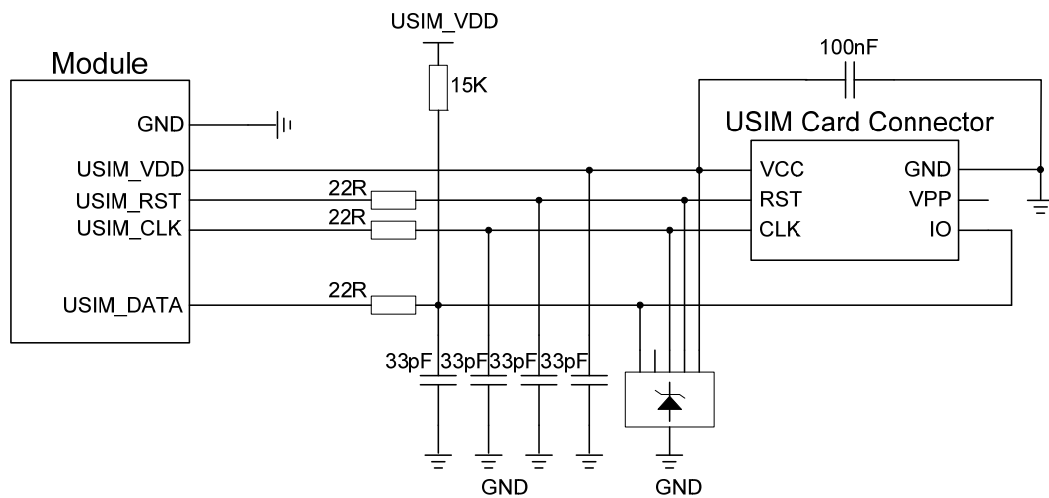 USIM_VDD
15K
100nF
Module
GND
USIM_VDD
USIM_RST
USIM_CLK
USIM_DATA
22R
22R
22R
USIM Card Connector
VCC
RST
CLK
GND
VPP
IO
33pF 33pF 33pF 33pF
GND
GND